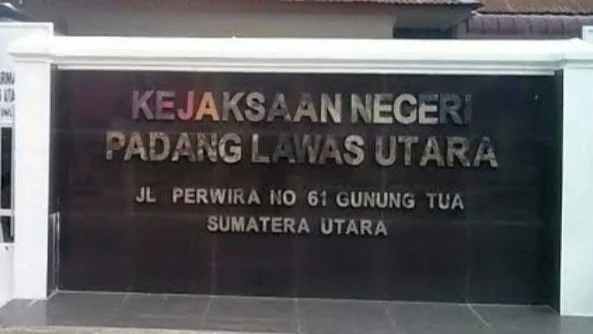 KEJAKSAAN NEGERI
PADANG LAWAS UTARA
JL PERWIRA NO 61 GUNUNG TUA
SUMATERA UTARA